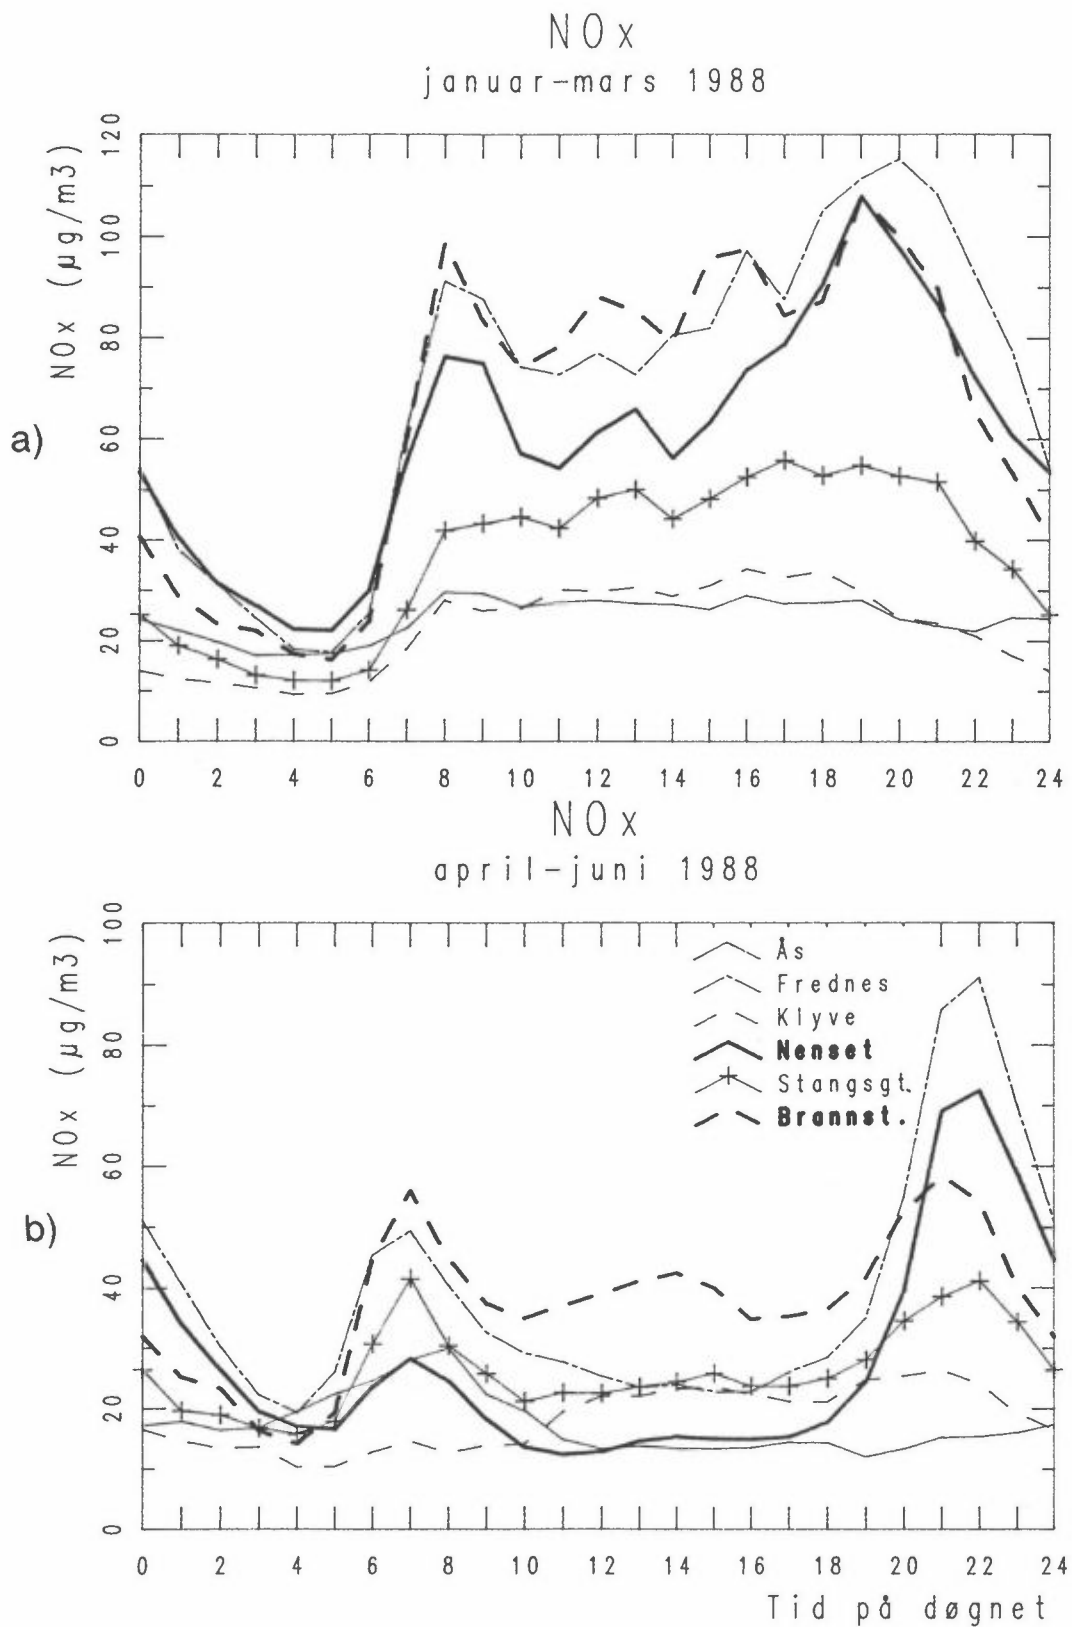 NOx
januar-mars 1988
NOx (µg/m3)
120
100
80
60
40
20
0
a)
0 2 4 6 8 10 12 14 16 18 20 22 24
NOx
april-juni 1988
NOx (µg/m3)
100
80
60
40
20
0
b)
Ås
Frednes
Klyve
Nenset
Stangsgt.
Brannst.
0 2 4 6 8 10 12 14 16 18 20 22 24
Tid på døgnet